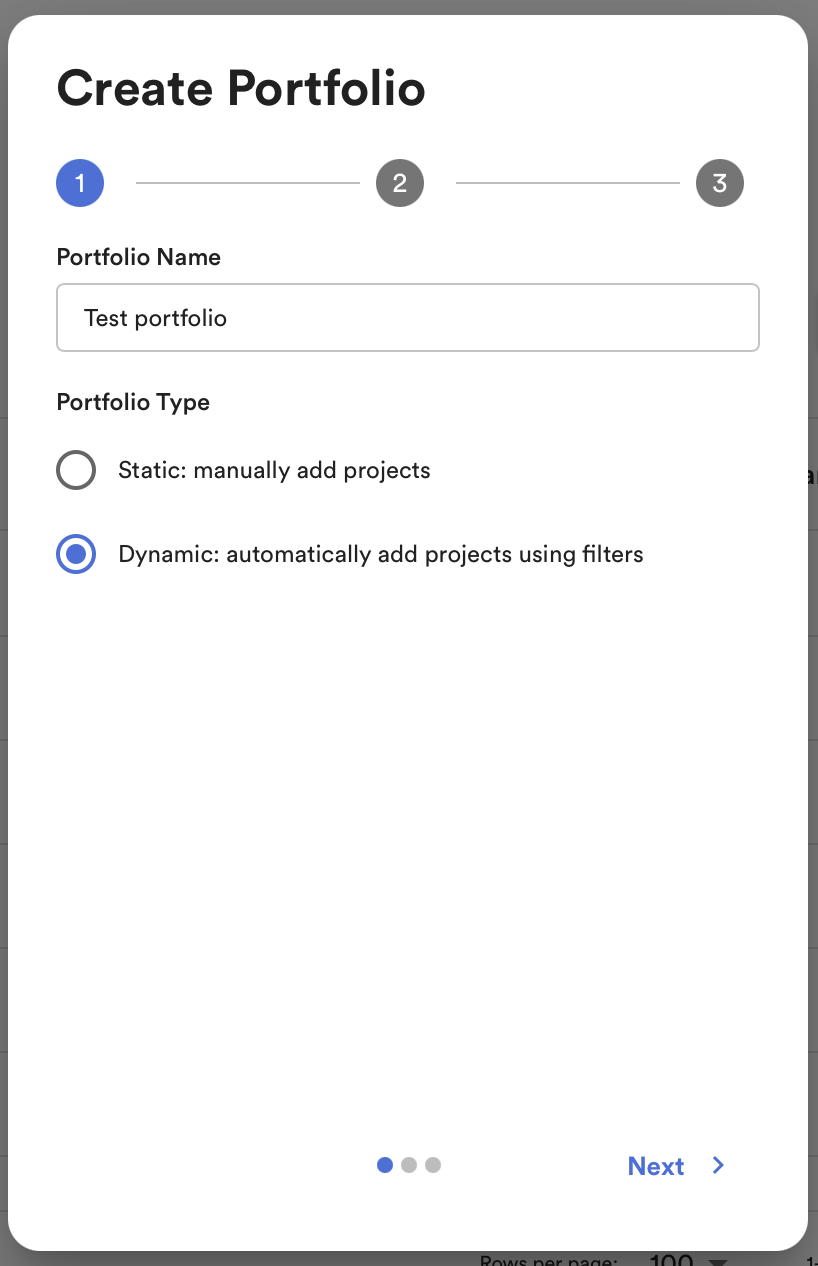 Create Portfolio
1 2 3
Portfolio Name
Test portfolio
Portfolio Type
Static: manually add projects
Dynamic: automatically add projects using filters
Next
Rows per page: 100